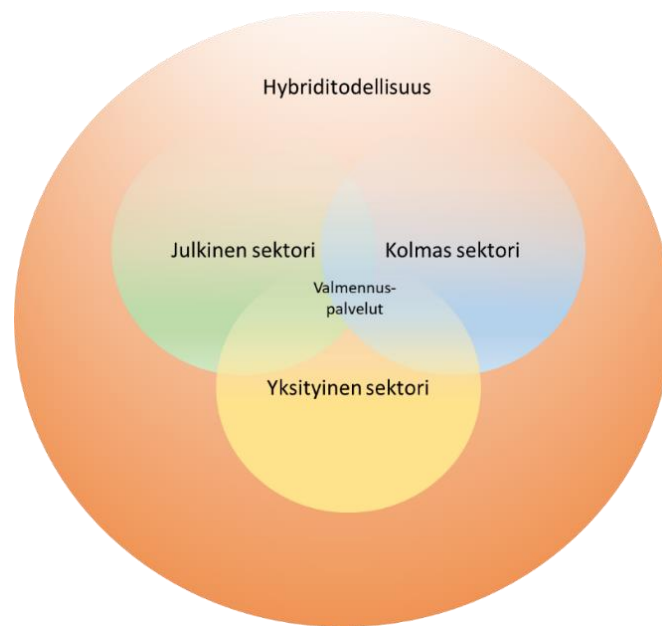 Hybriditodellisuus
Julkinen sektori
Kolmas sektori
Valmennus-
palvelut
Yksityinen sektori